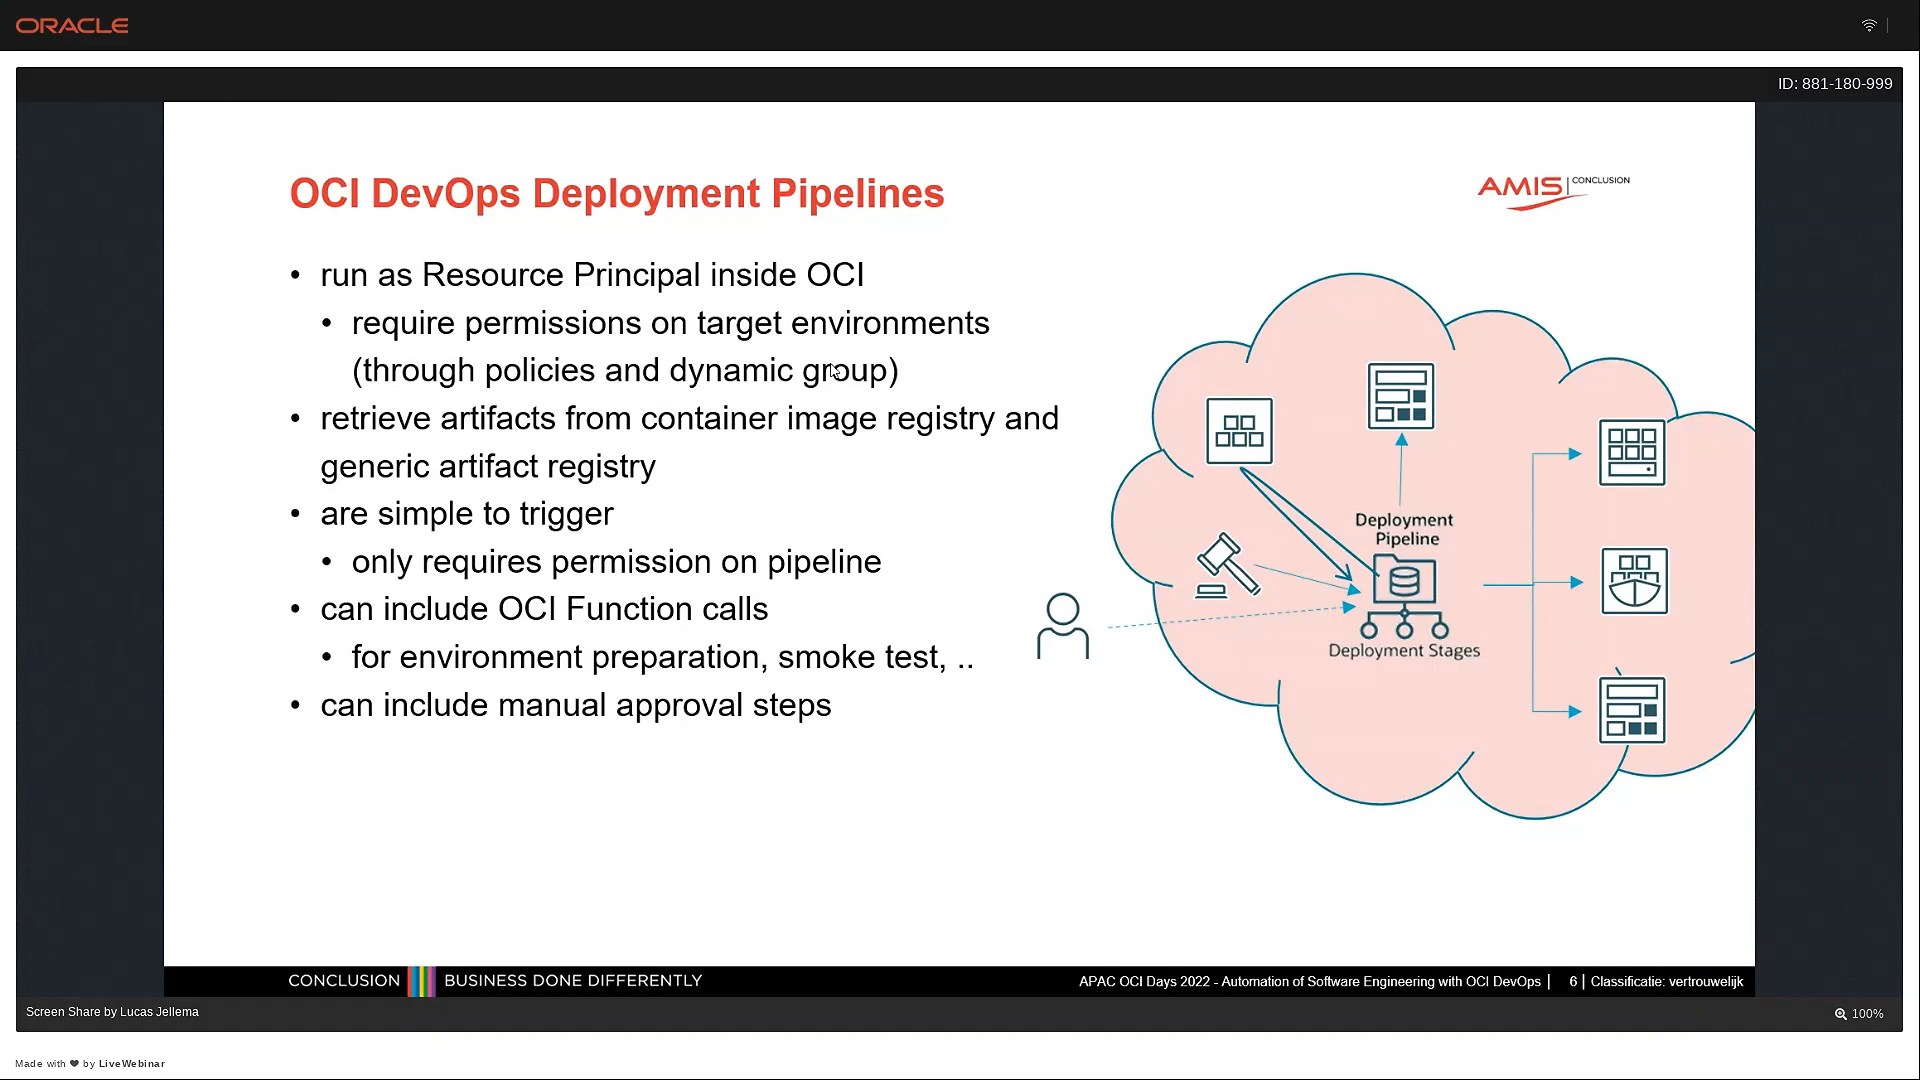 ORACLE
ID: 881-180-999
OCI DevOps Deployment Pipelines
AMIS | CONCLUSION
• run as Resource Principal inside OCI
• require permissions on target environments
(through policies and dynamic group)
• retrieve artifacts from container image registry and
generic artifact registry
• are simple to trigger
• only requires permission on pipeline
• can include OCI Function calls
• for environment preparation, smoke test, ..
• can include manual approval steps
Deployment
Pipeline
Deployment Stages
CONCLUSION BUSINESS DONE DIFFERENTLY
APAC OCI Days 2022 - Automation of Software Engineering with OCI DevOps | 6 | Classificatie: vertrouwelijk
Screen Share by Lucas Jellema
100%
Made with ❤ by LiveWebinar